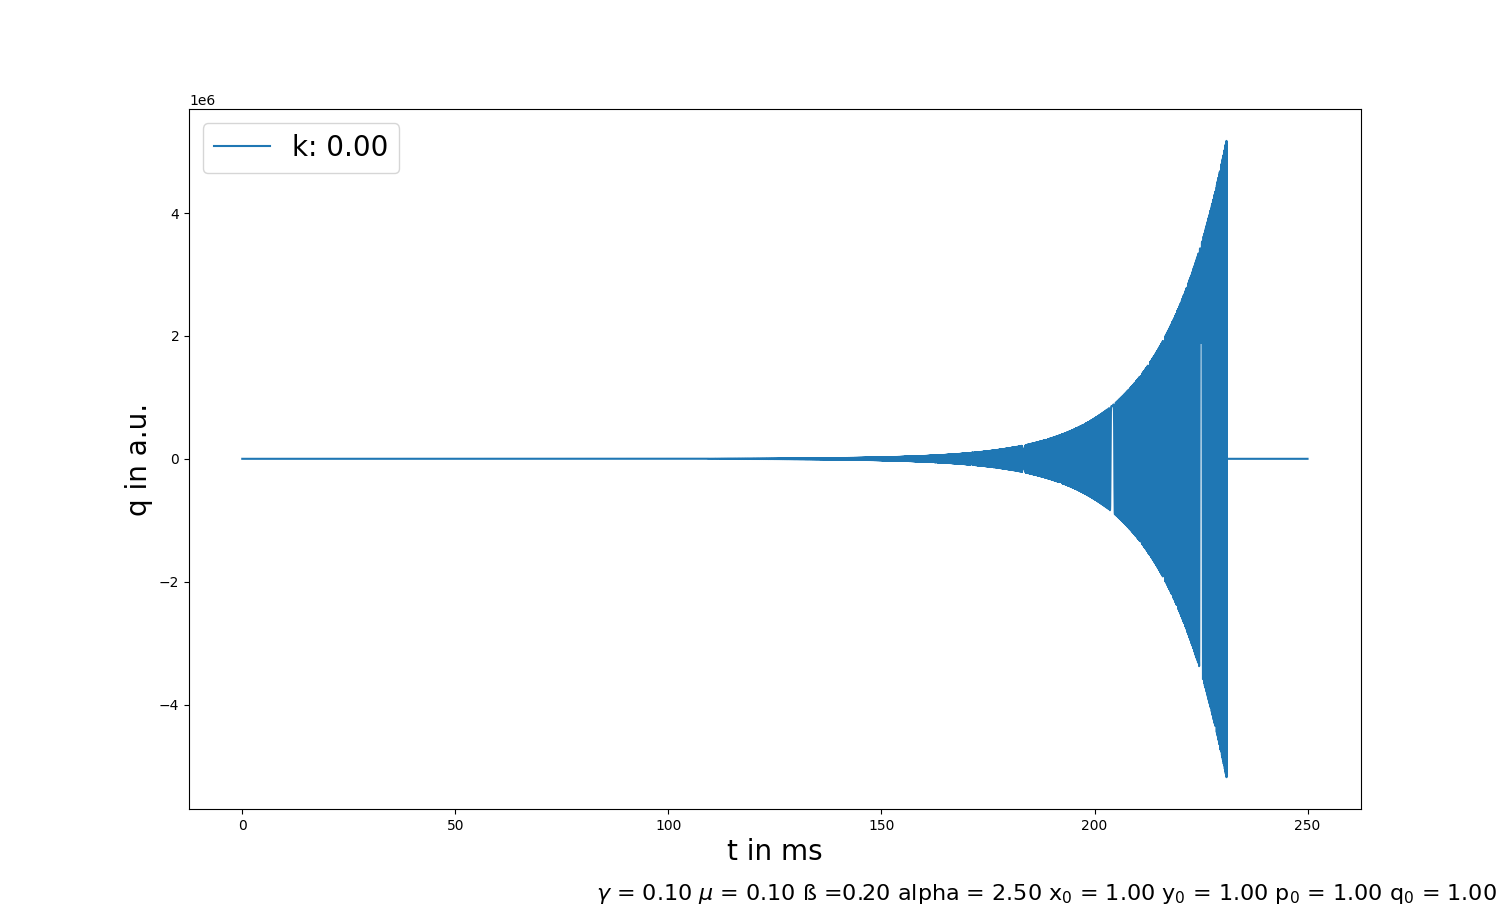 1e6
k: 0.00
4
2
0
−2
−4
q in a.u.
0 50 100 150 200 250
t in ms
γ = 0.10 μ = 0.10 ß =0.20 alpha = 2.50 x₀ = 1.00 y₀ = 1.00 p₀ = 1.00 q₀ = 1.00